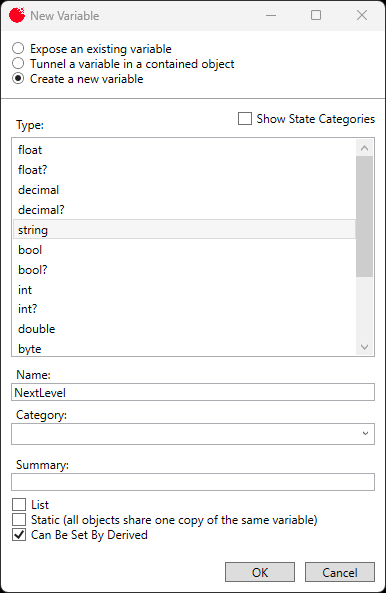 New Variable
Expose an existing variable
Tunnel a variable in a contained object
Create a new variable
Show State Categories
Type:
float
float?
decimal
decimal?
string
bool
bool?
int
int?
double
byte
Name:
NextLevel
Category:
Summary:
List
Static (all objects share one copy of the same variable)
Can Be Set By Derived
OK Cancel